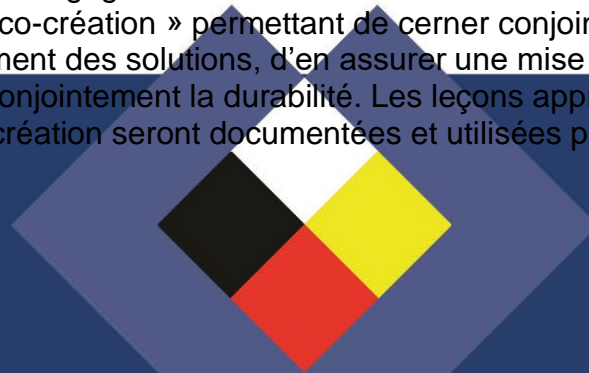 co-création » permettant de cerner conjoin
ment des solutions, d'en assurer une mise
onjointement la durabilité. Les leçons app
création seront documentées et utilisées p